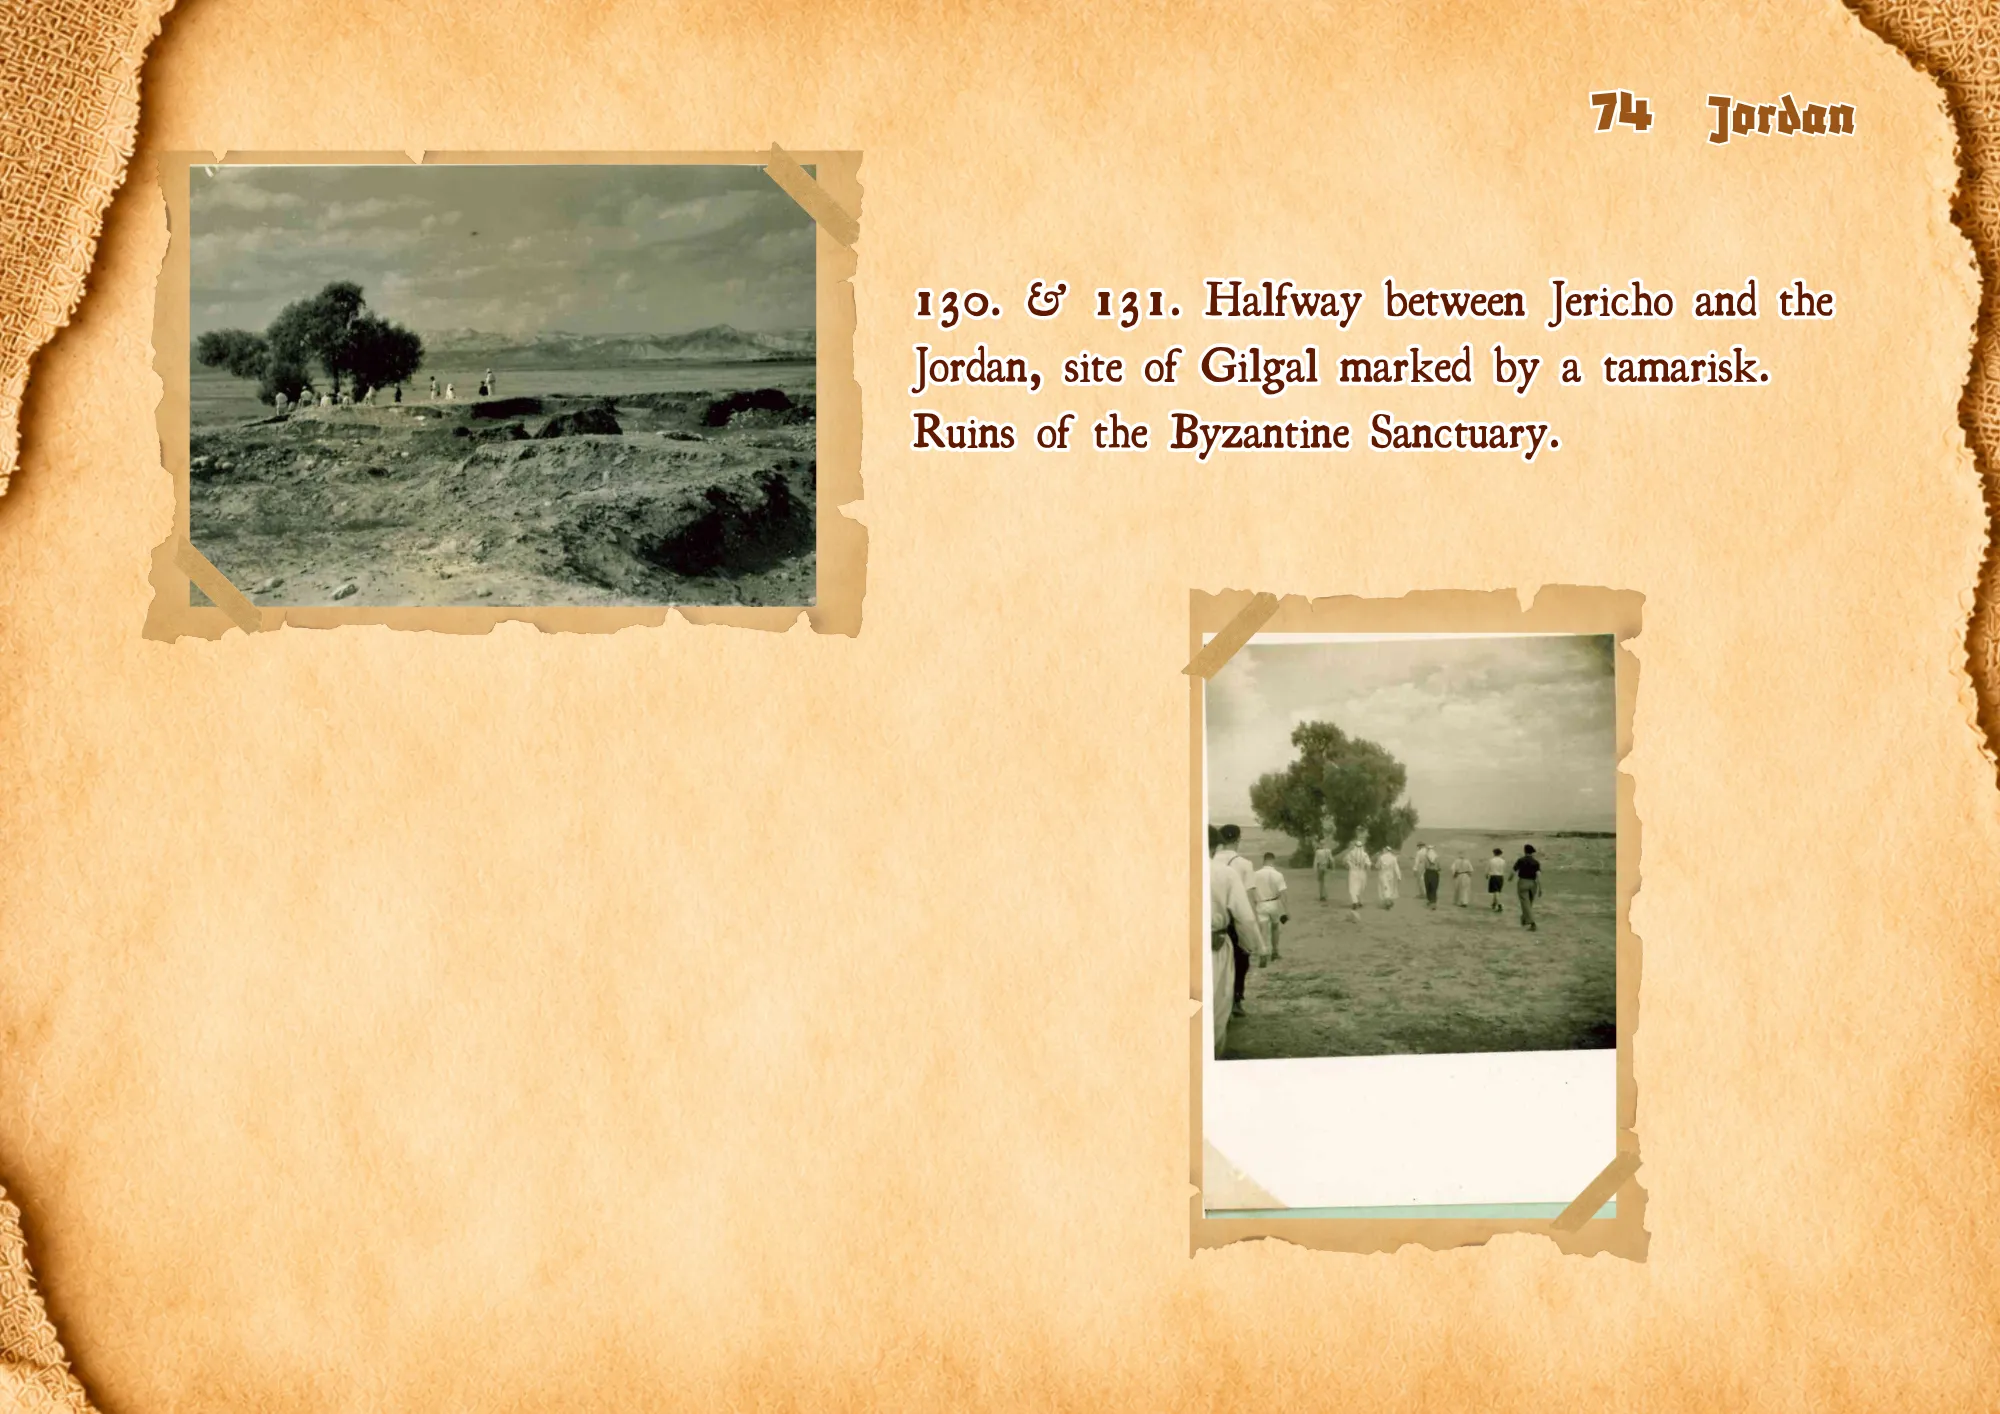 74 Jordan
130. & 131. Halfway between Jericho and the
Jordan, site of Gilgal marked by a tamarisk.
Ruins of the Byzantine Sanctuary.